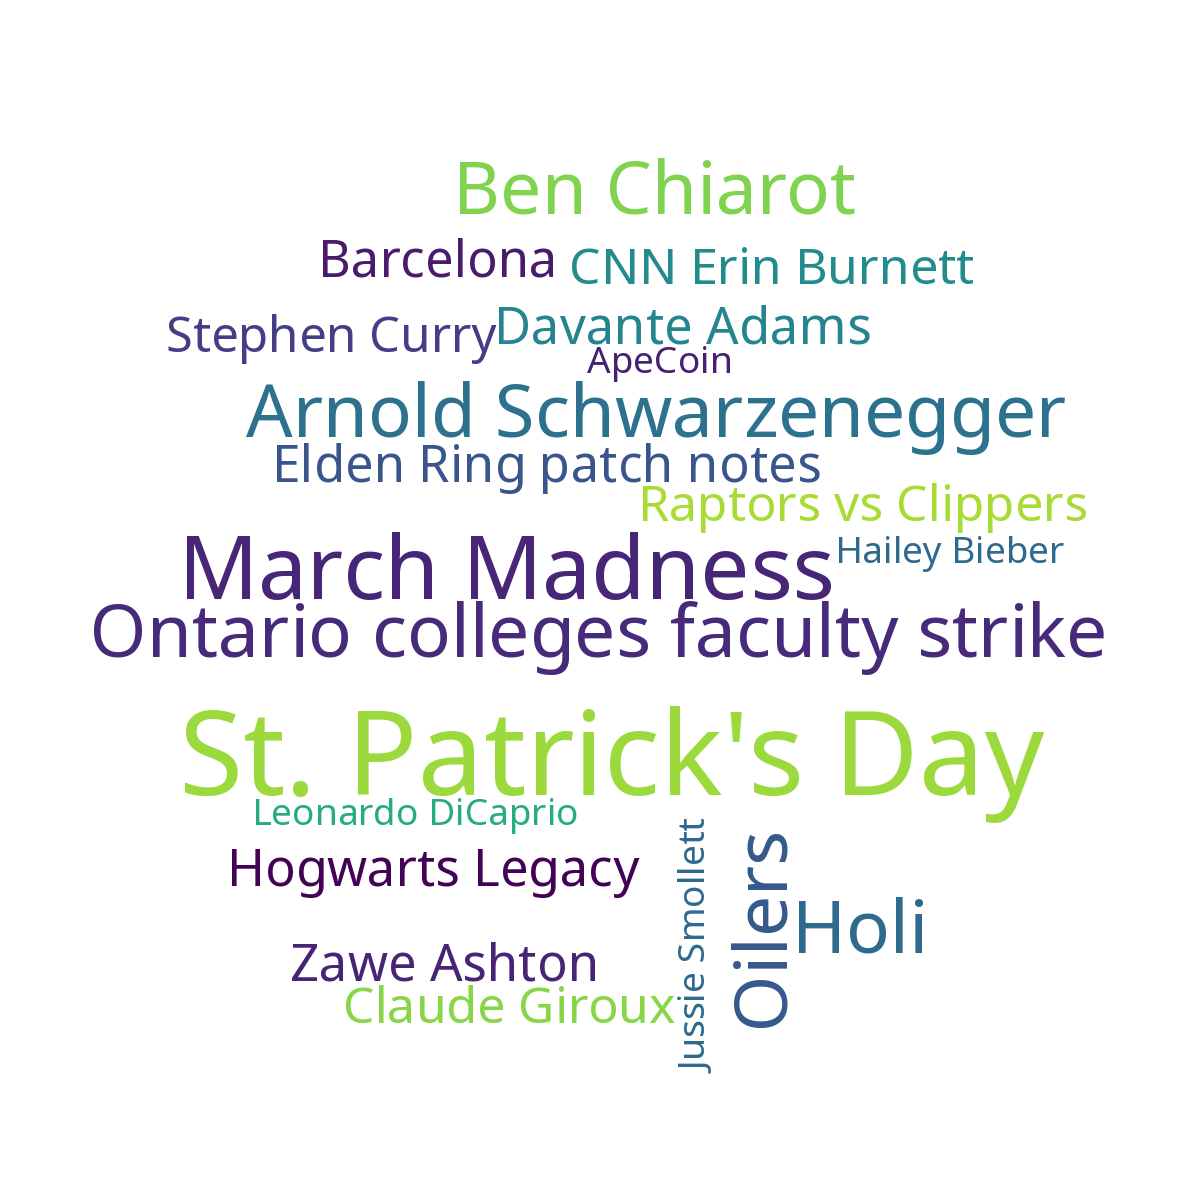 Ben Chiarot
Barcelona
CNN Erin Burnett
Stephen Curry
Davante Adams
ApeCoin
Arnold Schwarzenegger
Elden Ring patch notes
Raptors vs Clippers
March Madness
Hailey Bieber
Ontario colleges faculty strike
St. Patrick's Day
Leonardo DiCaprio
Hogwarts Legacy
Jussie Smollett
Oilers
Holi
Zawe Ashton
Claude Giroux